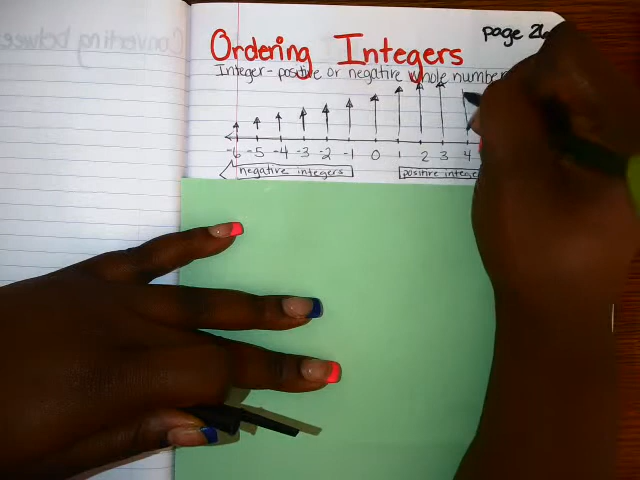 page 26
Ordering Integers
Integer - positive or negative whole number
-6 -5 -4 -3 -2 -1 0 1 2 3 4
negative integers positive